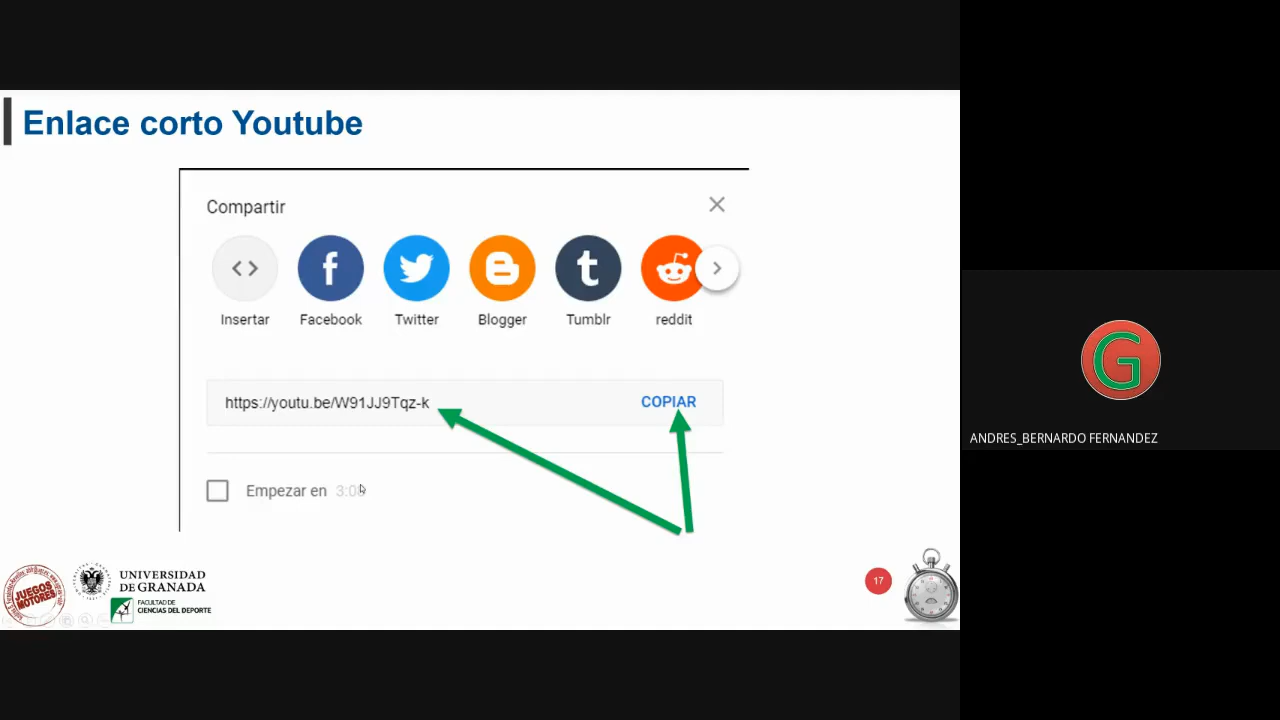 Enlace corto Youtube
Compartir
Insertar
Facebook
Twitter
Blogger
Tumblr
reddit
https://youtu.be/W91JJ9Tqz-k
COPIAR
Empezar en
JUEGOS
MOTORES
UNIVERSIDAD
DE GRANADA
FACULTAD DE
CIENCIAS DEL DEPORTE
17
G
ANDRES_BERNARDO FERNANDEZ